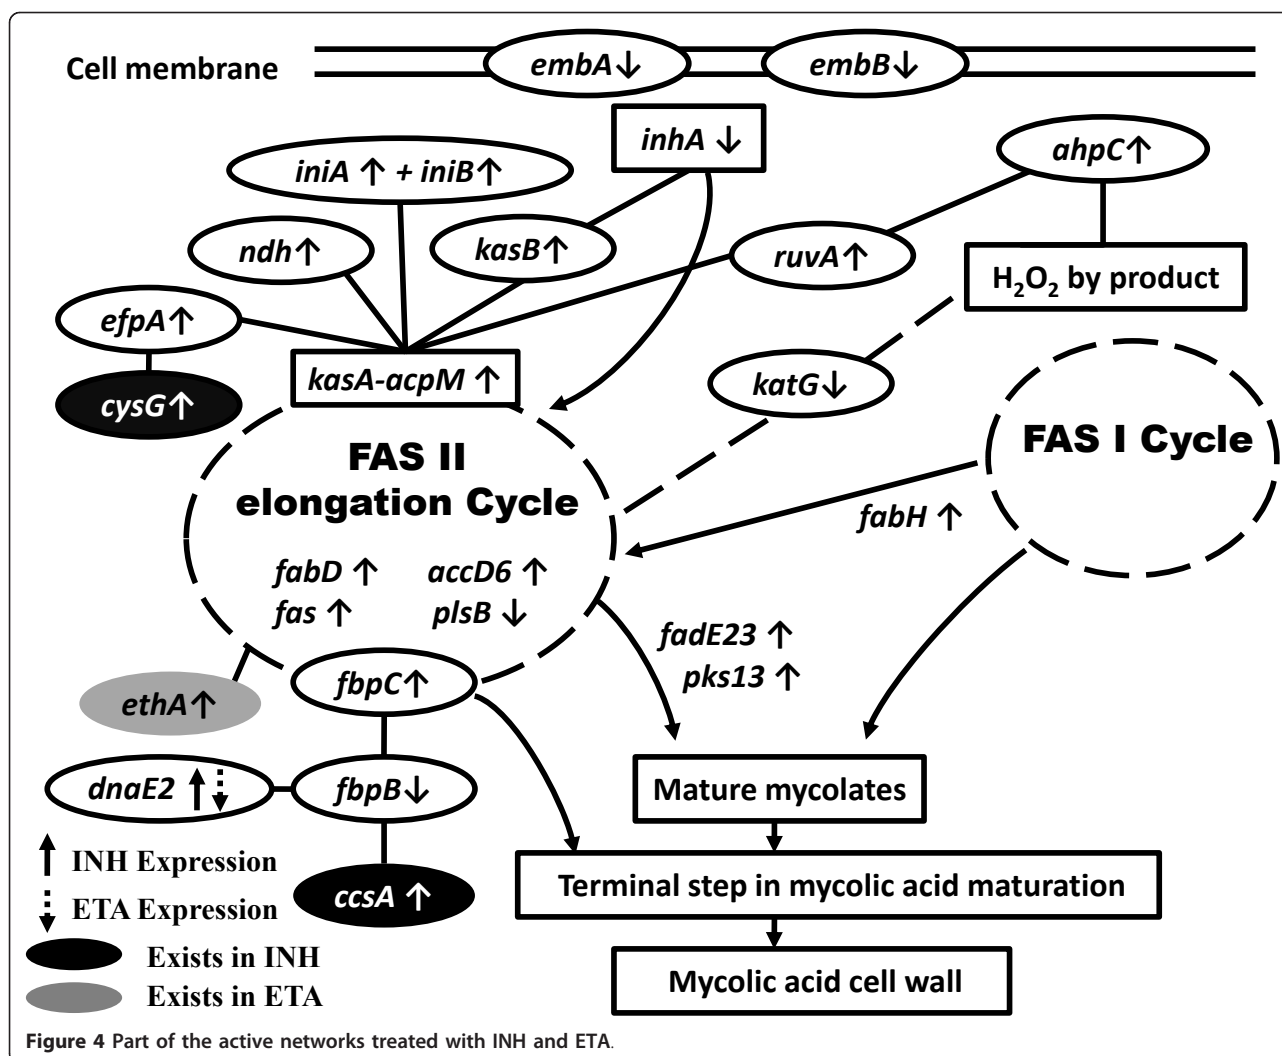 Cell membrane
embA↓
embB↓
inhA ↓
ahpC↑
iniA ↑ + iniB↑
ndh↑
kasB↑
ruvA↑
H₂O₂ by product
efpA↑
kasA-acpM ↑
katG↓
cysG↑
FAS II
elongation Cycle
FAS I Cycle
fabH ↑
fabD ↑
accD6 ↑
fas ↑
plsB ↓
fadE23 ↑
pks13 ↑
ethA↑
fbpC↑
dnaE2 ↑↓
fbpB↓
Mature mycolates
INH Expression
ETA Expression
ccsA ↑
Terminal step in mycolic acid maturation
Exists in INH
Exists in ETA
Mycolic acid cell wall
Figure 4 Part of the active networks treated with INH and ETA.